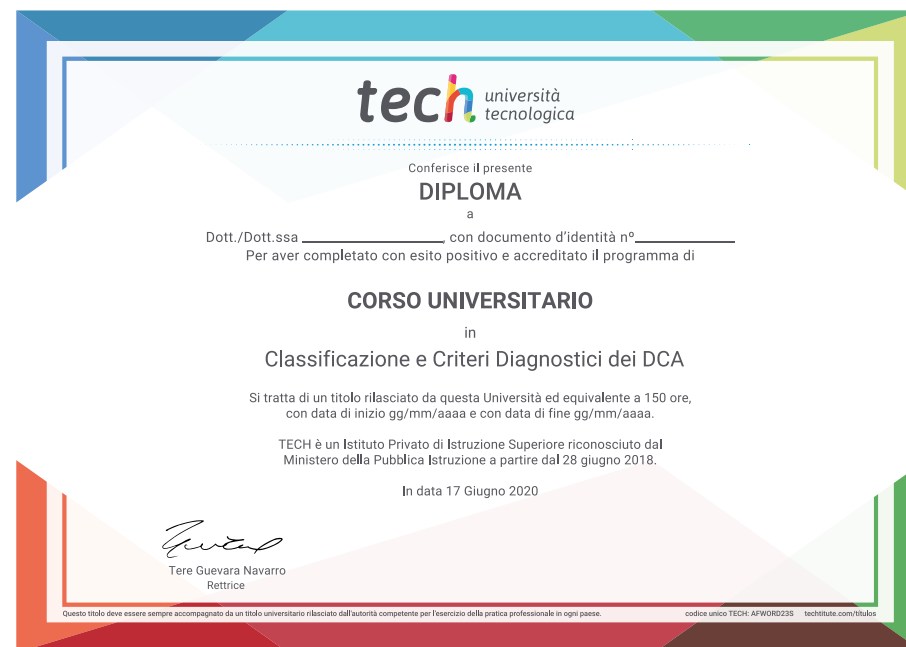 tech università
tecnologica
Conferisce il presente
DIPLOMA
a
Dott./Dott.ssa ____________________, con documento d'identità nº______________
Per aver completato con esito positivo e accreditato il programma di
CORSO UNIVERSITARIO
in
Classificazione e Criteri Diagnostici dei DCA
Si tratta di un titolo rilasciato da questa Università ed equivalente a 150 ore,
con data di inizio gg/mm/aaaa e con data di fine gg/mm/aaaa.
TECH è un Istituto Privato di Istruzione Superiore riconosciuto dal
Ministero della Pubblica Istruzione a partire dal 28 giugno 2018.
In data 17 Giugno 2020
Tere Guevara Navarro
Rettrice
Questo titolo deve essere sempre accompagnato da un titolo universitario rilasciato dall'autorità competente per l'esercizio della pratica professionale in ogni paese. codice unico TECH: AFWORD23S techtitute.com/titulos